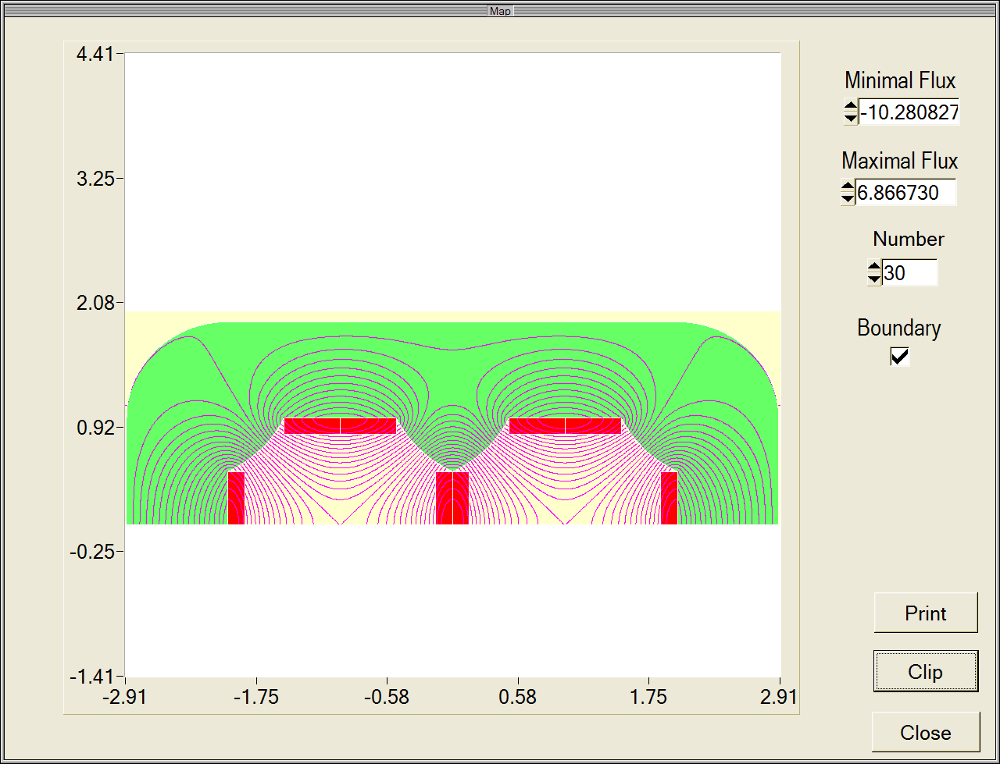 Map
4.41
3.25
2.08
0.92
-0.25
-1.41
-2.91 -1.75 -0.58 0.58 1.75 2.91
Minimal Flux
-10.280827
Maximal Flux
6.866730
Number
30
Boundary
Print
Clip
Close